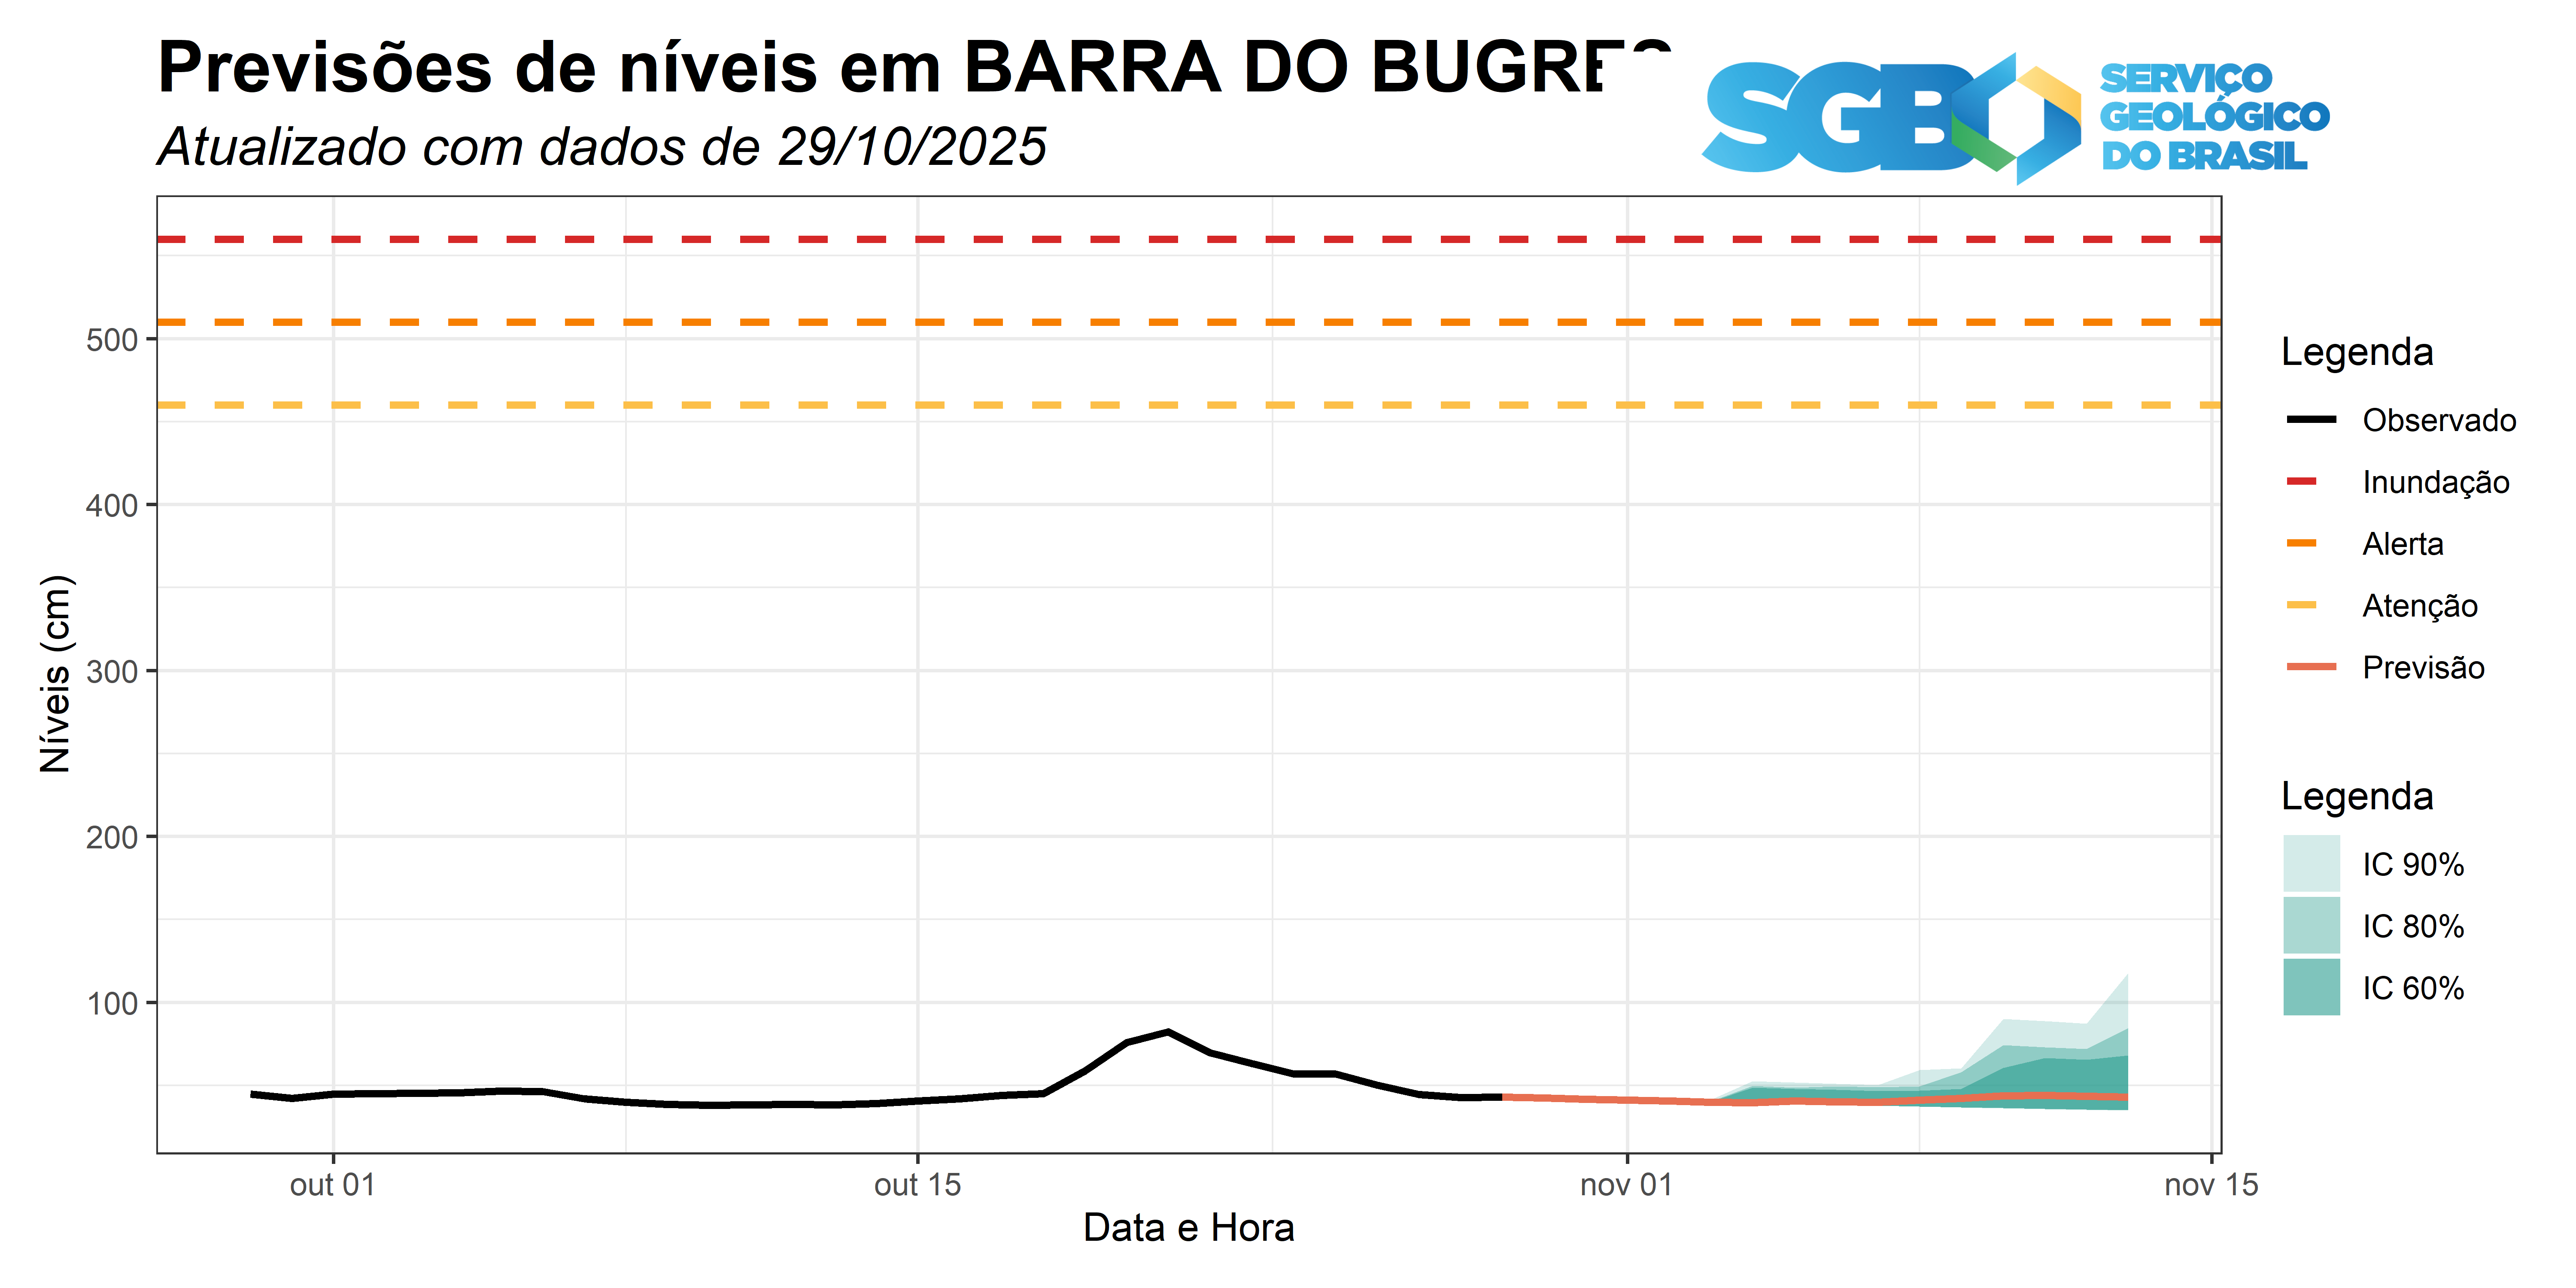 Previsões de níveis em BARRA DO BUGRES
Atualizado com dados de 29/10/2025
SGB
SERVIÇO
GEOLÓGICO
DO BRASIL
Níveis (cm)
500
400
300
200
100
out 01
out 15
nov 01
nov 15
Data e Hora
Legenda
Observado
Inundação
Alerta
Atenção
Previsão
Legenda
IC 90%
IC 80%
IC 60%